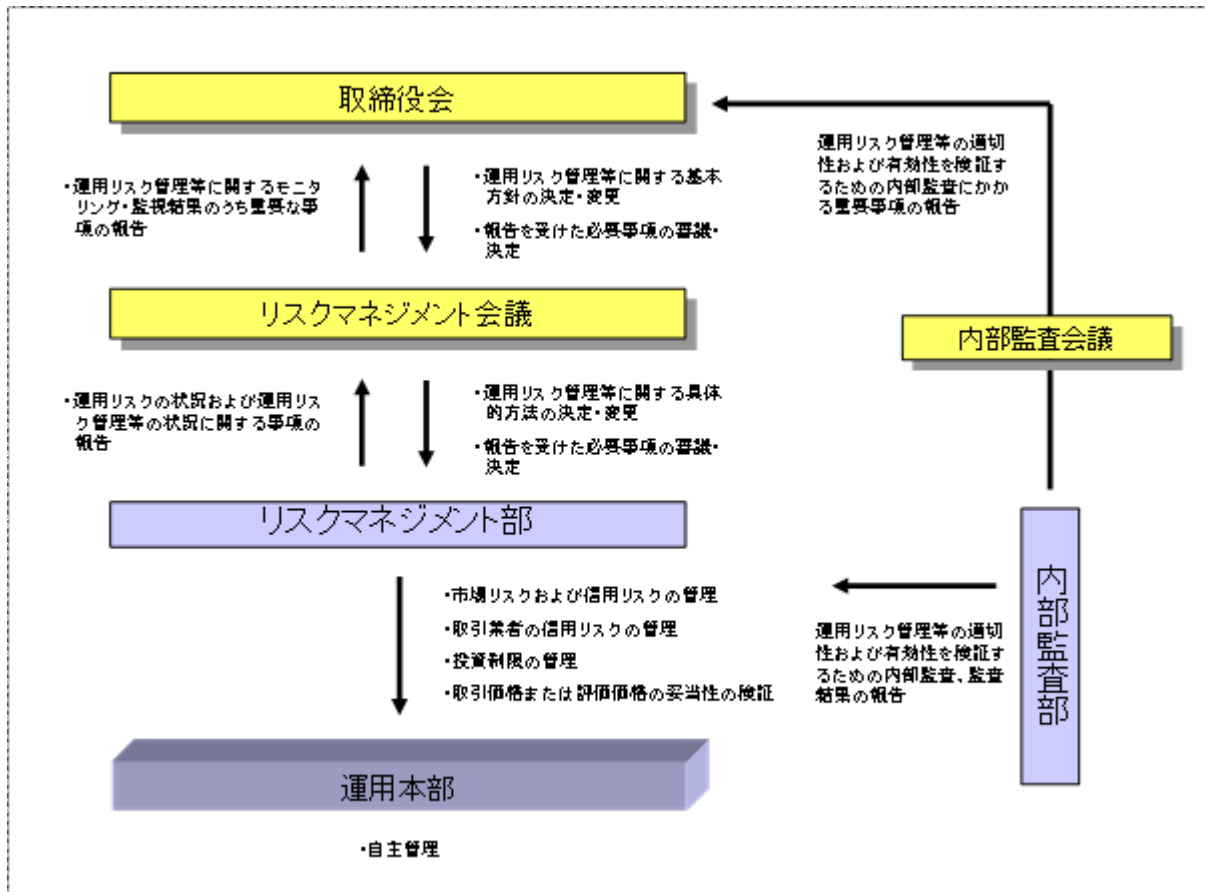 取締役会
・運用リスク管理等に関するモニタ
リング・監視結果のうち重要な事
項の報告
・運用リスク管理等に関する基本
方針の決定・変更
・報告を受けた必要事項の審議・
決定
運用リスク管理等の適切
性および有効性を検証す
るための内部監査にかか
る重要事項の報告
リスクマネジメント会議
内部監査会議
・運用リスクの状況および運用リス
ク管理等の状況に関する事項の
報告
・運用リスク管理等に関する具体
的方法の決定・変更
・報告を受けた必要事項の審議・
決定
リスクマネジメント部
・市場リスクおよび信用リスクの管理
・取引業者の信用リスクの管理
・投資制限の管理
・取引価格または評価価格の妥当性の検証
運用リスク管理等の適切
性および有効性を検証す
るための内部監査、監査
結果の報告
内部監査部
運用本部
・自主管理